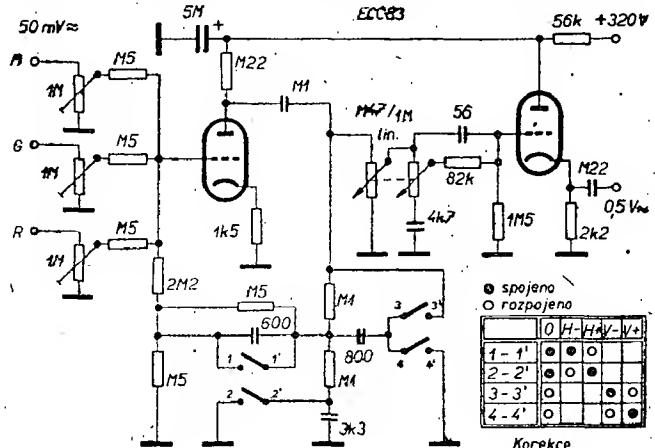 50 mV≈
5M
+
ECC83
56k
+320V
M
1M
M5
M22
M1
G
1M
M5
M47/1M
lin.
56
82k
M22
R
1M
M5
1k5
4k7
1M5
2k2
0,5 V~
2M2
M5
600
1 1'
2 2'
M5
M1
800
3 3'
4 4'
M1
3k3
● spojeno
○ rozpojeno
0 H- H+ V- V+
1-1' ● ● ○
2-2' ● ○ ●
3-3' ○ ● ○
4-4' ○ ○ ●
Korekce